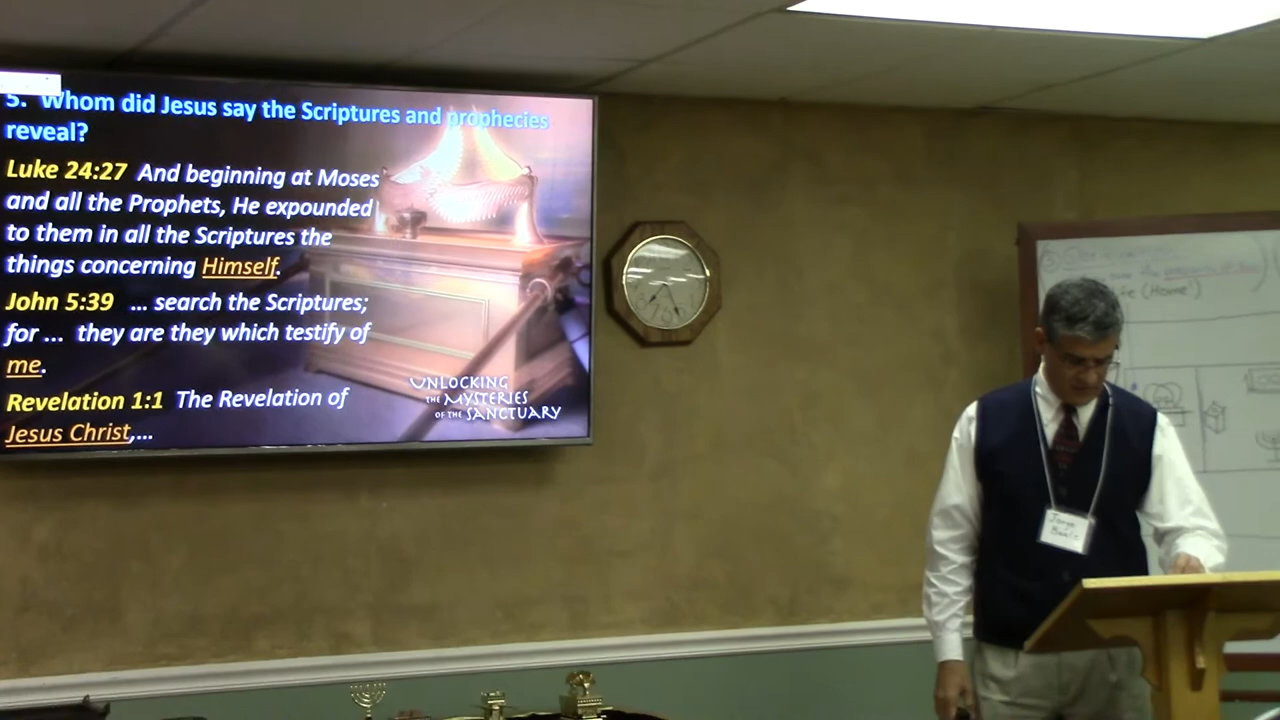 5. Whom did Jesus say the Scriptures and prophecies
reveal?
Luke 24:27 And beginning at Moses
and all the Prophets, He expounded
to them in all the Scriptures the
things concerning Himself.
John 5:39 ... search the Scriptures;
for ... they are they which testify of
me.
Revelation 1:1 The Revelation of
Jesus Christ,...
UNLOCKING
THE MYSTERIES
OF THE SANCTUARY
(Home!)
Jorge